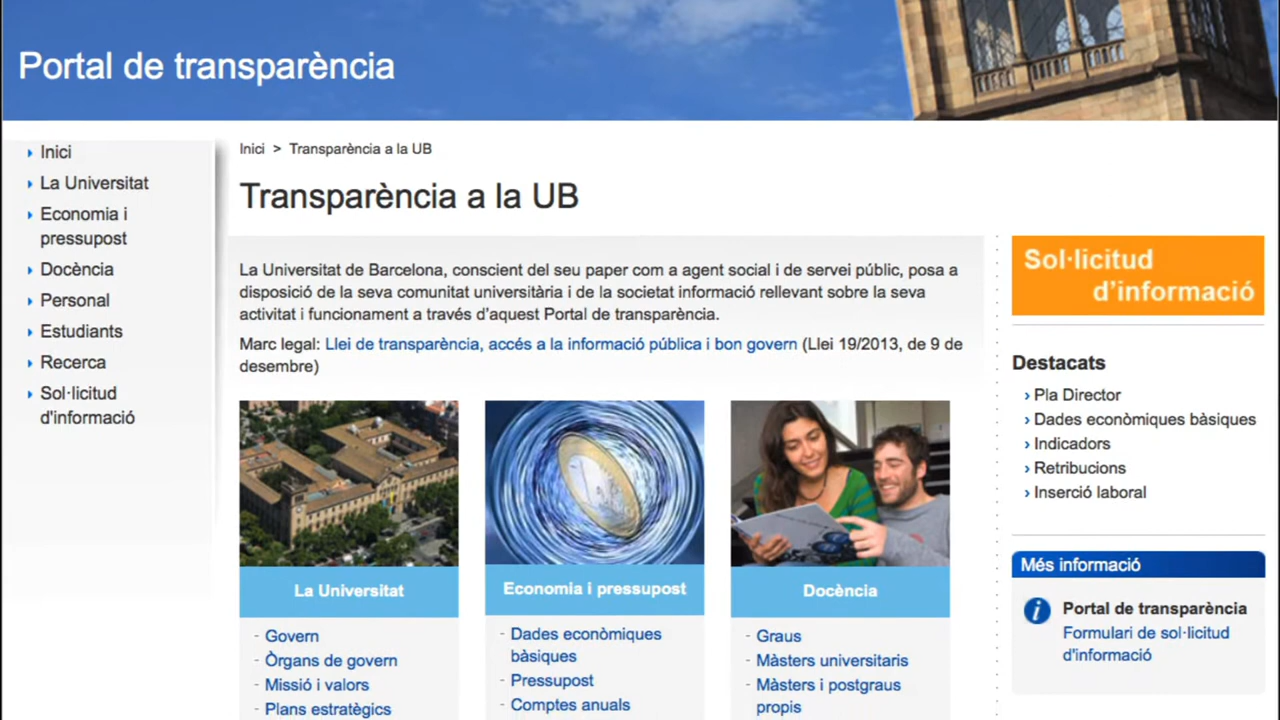 Portal de transparència
Inici
La Universitat
Economia i
pressupost
Docència
Personal
Estudiants
Recerca
Sol·licitud
d'informació
Inici > Transparència a la UB
Transparència a la UB
La Universitat de Barcelona, conscient del seu paper com a agent social i de servei públic, posa a
disposició de la seva comunitat universitària i de la societat informació rellevant sobre la seva
activitat i funcionament a través d'aquest Portal de transparència.
Marc legal: Llei de transparència, accés a la informació pública i bon govern (Llei 19/2013, de 9 de
desembre)
La Universitat
- Govern
- Òrgans de govern
- Missió i valors
- Plans estratègics
Economia i pressupost
- Dades econòmiques
bàsiques
- Pressupost
- Comptes anuals
Docència
- Graus
- Màsters universitaris
- Màsters i postgraus
propis
Sol·licitud
d'informació
Destacats
› Pla Director
› Dades econòmiques bàsiques
› Indicadors
› Retribucions
› Inserció laboral
Més informació
i Portal de transparència
Formulari de sol·licitud
d'informació